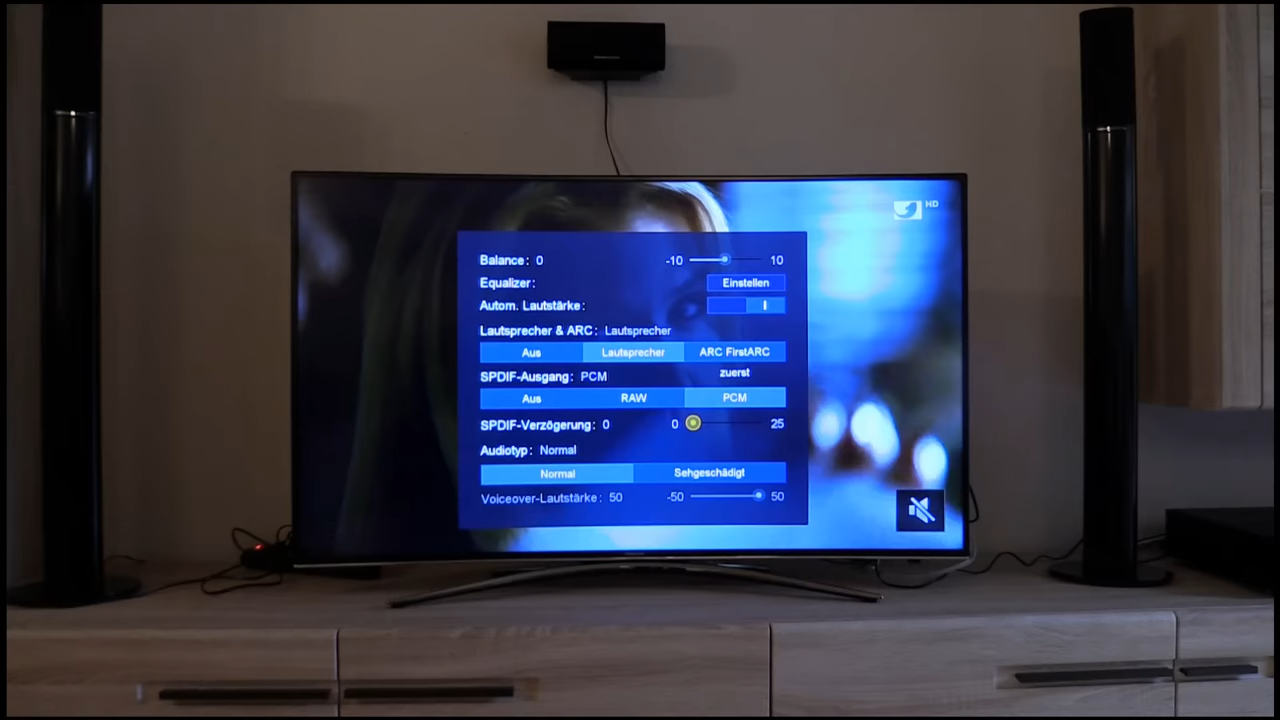 HD
Balance: 0 -10 10
Equalizer: Einstellen
Autom. Lautstärke: I
Lautsprecher & ARC: Lautsprecher
Aus Lautsprecher ARC FirstARC
SPDIF-Ausgang: PCM zuerst
Aus RAW PCM
SPDIF-Verzögerung: 0 0 25
Audiotyp: Normal
Normal Sehgeschädigt
Voiceover-Lautstärke: 50 -50 50